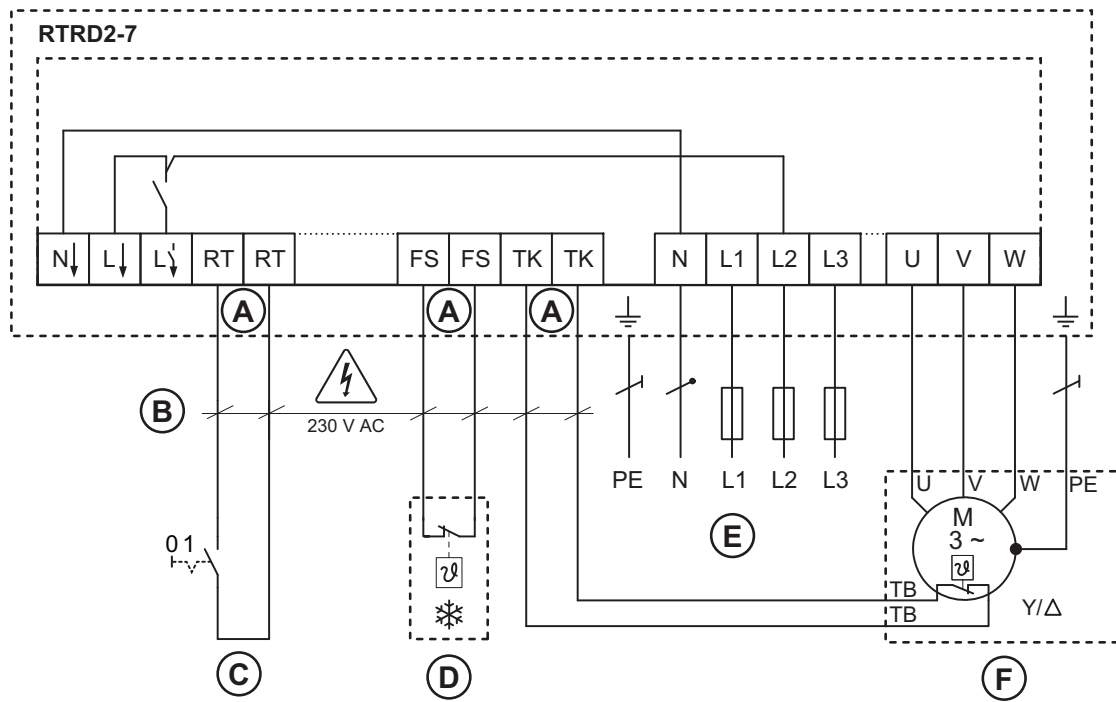 RTRD2-7
N L L RT RT FS FS TK TK N L1 L2 L3 U V W
A A A
B
230 V AC
PE N L1 L2 L3
U V W PE
M
3 ~
ϑ
0 1
ϑ
E
TB
TB
Y/Δ
C D F